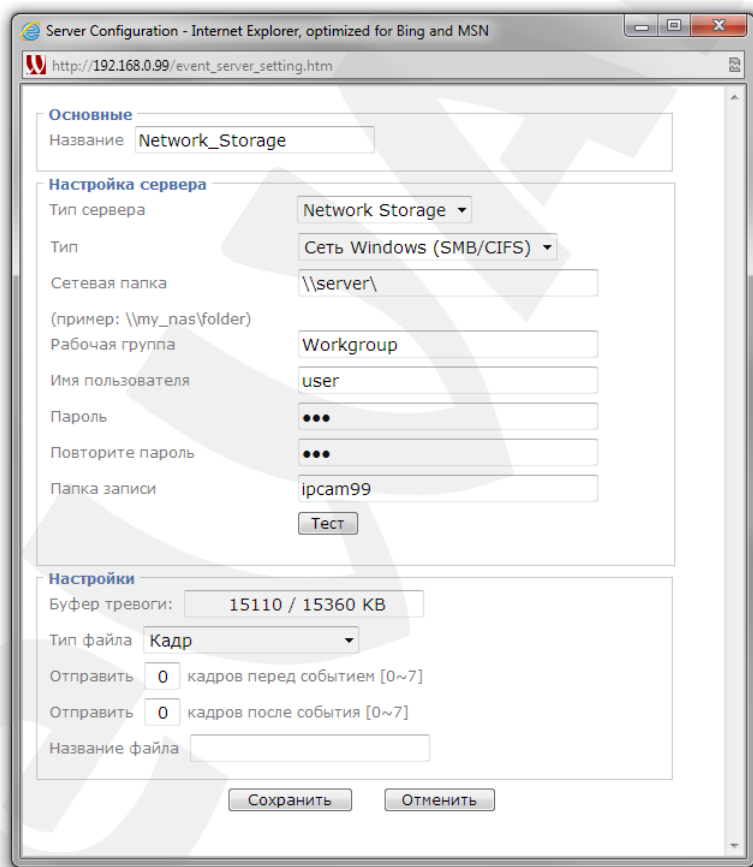 Server Configuration - Internet Explorer, optimized for Bing and MSN
http://192.168.0.99/event_server_setting.htm
Основные
Название Network_Storage
Настройка сервера
Тип сервера Network Storage
Тип Сеть Windows (SMB/CIFS)
Сетевая папка \\server\
(пример: \\my_nas\folder)
Рабочая группа Workgroup
Имя пользователя user
Пароль •••
Повторите пароль •••
Папка записи ipcam99
Тест
Настройки
Буфер тревоги: 15110 / 15360 KB
Тип файла Кадр
Отправить 0 кадров перед событием [0~7]
Отправить 0 кадров после события [0~7]
Название файла
Сохранить Отменить